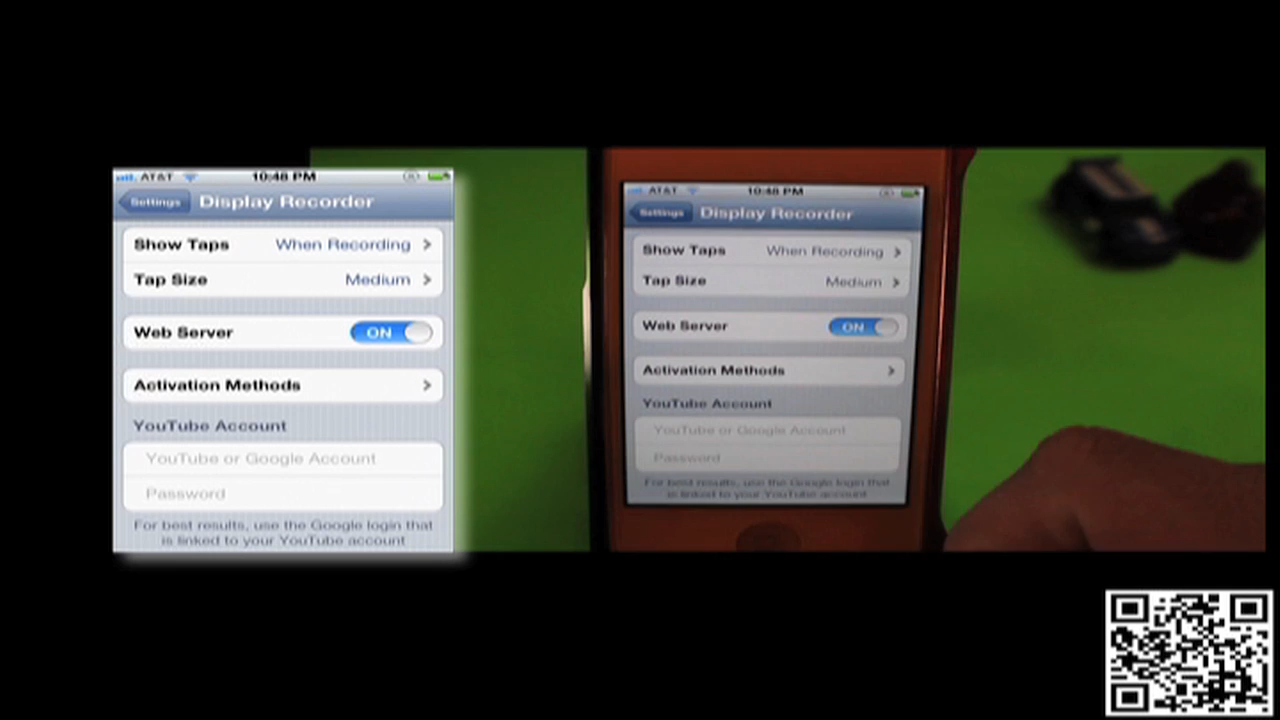 AT&T 10:48 PM
Settings Display Recorder
Show Taps When Recording
Tap Size Medium
Web Server ON
Activation Methods
YouTube Account
YouTube or Google Account
Password
For best results, use the Google login that
is linked to your YouTube account
AT&T 10:48 PM
Settings Display Recorder
Show Taps When Recording
Tap Size Medium
Web Server ON
Activation Methods
YouTube Account
YouTube or Google Account
Password
For best results, use the Google login that
is linked to your YouTube account